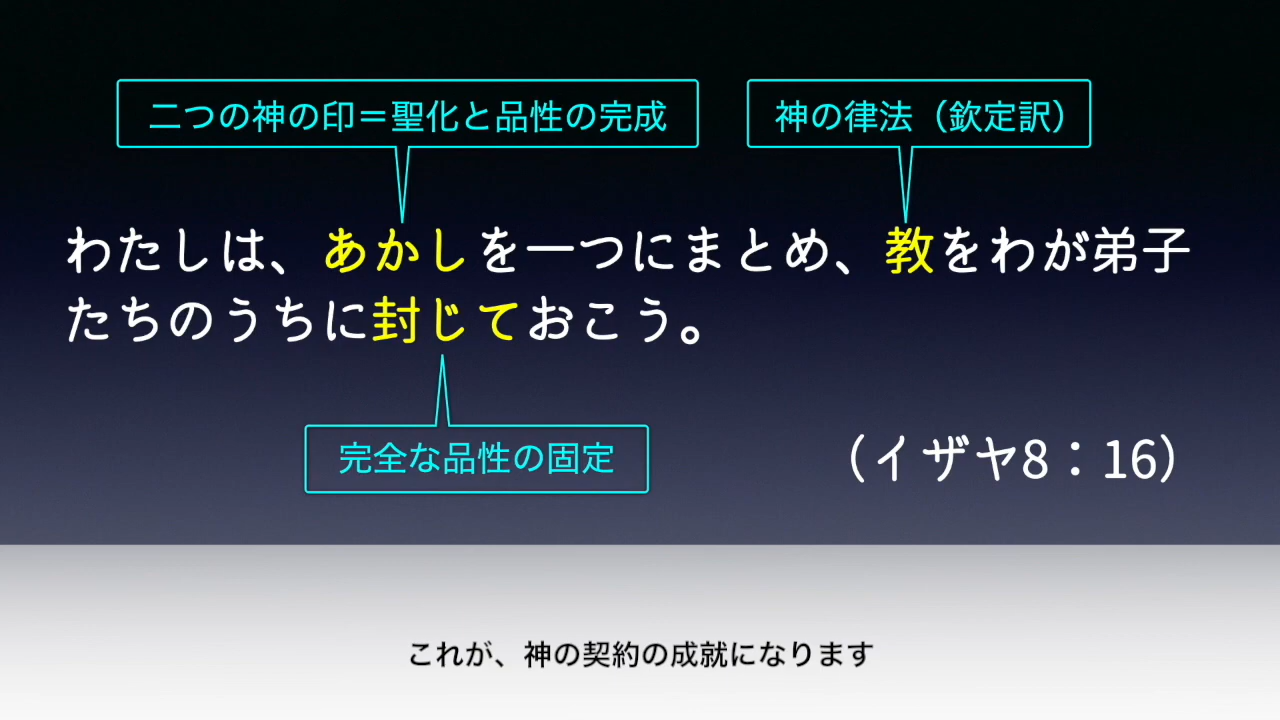 二つの神の印＝聖化と品性の完成
神の律法（欽定訳）
わたしは、あかしを一つにまとめ、教をわが弟子
たちのうちに封じておこう。
完全な品性の固定
（イザヤ8：16）
これが、神の契約の成就になります